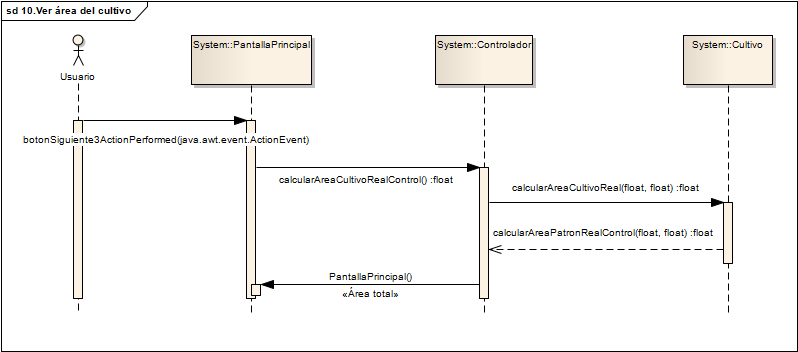 sd 10.Ver área del cultivo
System::PantallaPrincipal
System::Controlador
System::Cultivo
Usuario
botonSiguiente3ActionPerformed(java.awt.event.ActionEvent)
calcularAreaCultivoRealControl() :float
calcularAreaCultivoReal(float, float) :float
calcularAreaPatronRealControl(float, float) :float
PantallaPrincipal()
«Área total»